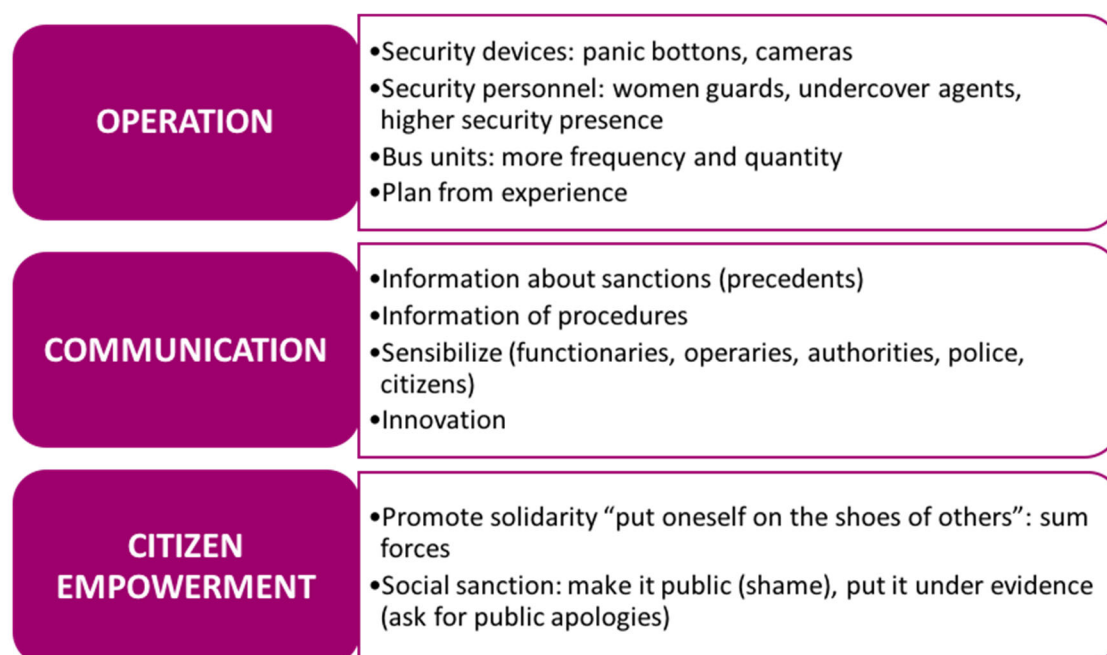 OPERATION
•Security devices: panic bottons, cameras
•Security personnel: women guards, undercover agents,
higher security presence
•Bus units: more frequency and quantity
•Plan from experience
COMMUNICATION
•Information about sanctions (precedents)
•Information of procedures
•Sensibilize (functionaries, operaries, authorities, police,
citizens)
•Innovation
CITIZEN
EMPOWERMENT
•Promote solidarity “put oneself on the shoes of others”: sum
forces
•Social sanction: make it public (shame), put it under evidence
(ask for public apologies)